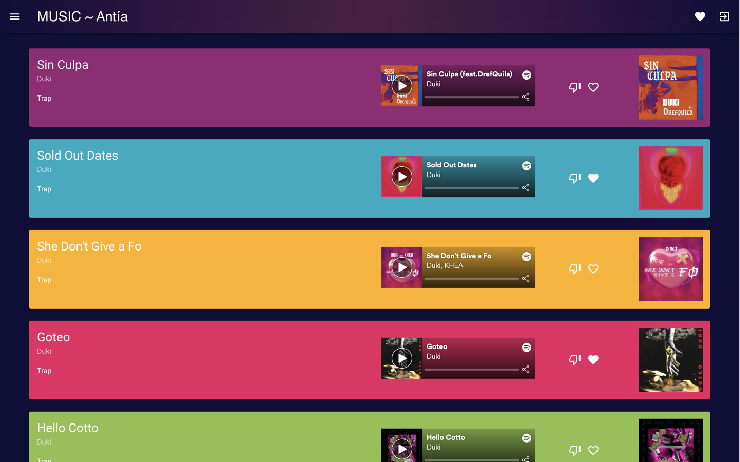 MUSIC ~ Antía
Sin Culpa
Duki
Trap
Sin Culpa (feat.DrefQuila)
Duki
SIN
CULPA
DUKI
DREFQUILA
Sold Out Dates
Duki
Trap
Sold Out Dates
Duki
She Don't Give a Fo
Duki
Trap
She Don't Give a Fo
Duki, KHEA
Goteo
Duki
Trap
Goteo
Duki
Hello Cotto
Duki
Trap
Hello Cotto
Duki